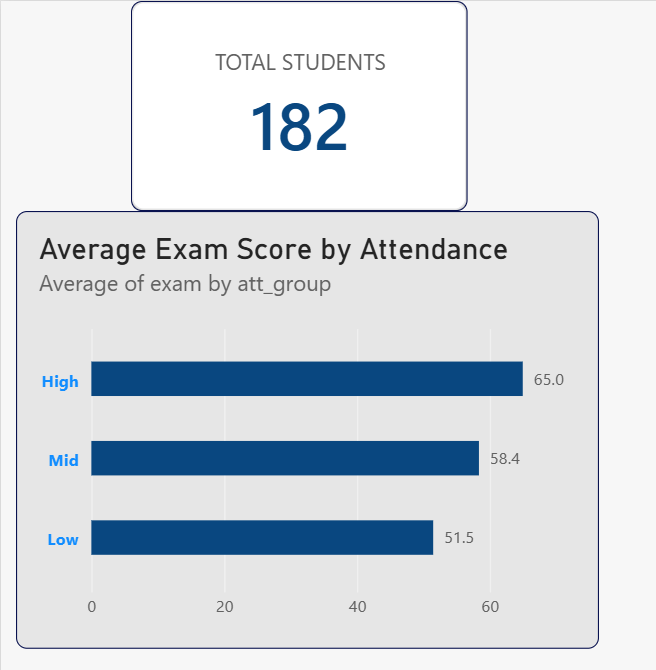 TOTAL STUDENTS
182
Average Exam Score by Attendance
Average of exam by att_group
High 65.0
Mid 58.4
Low 51.5
0 20 40 60